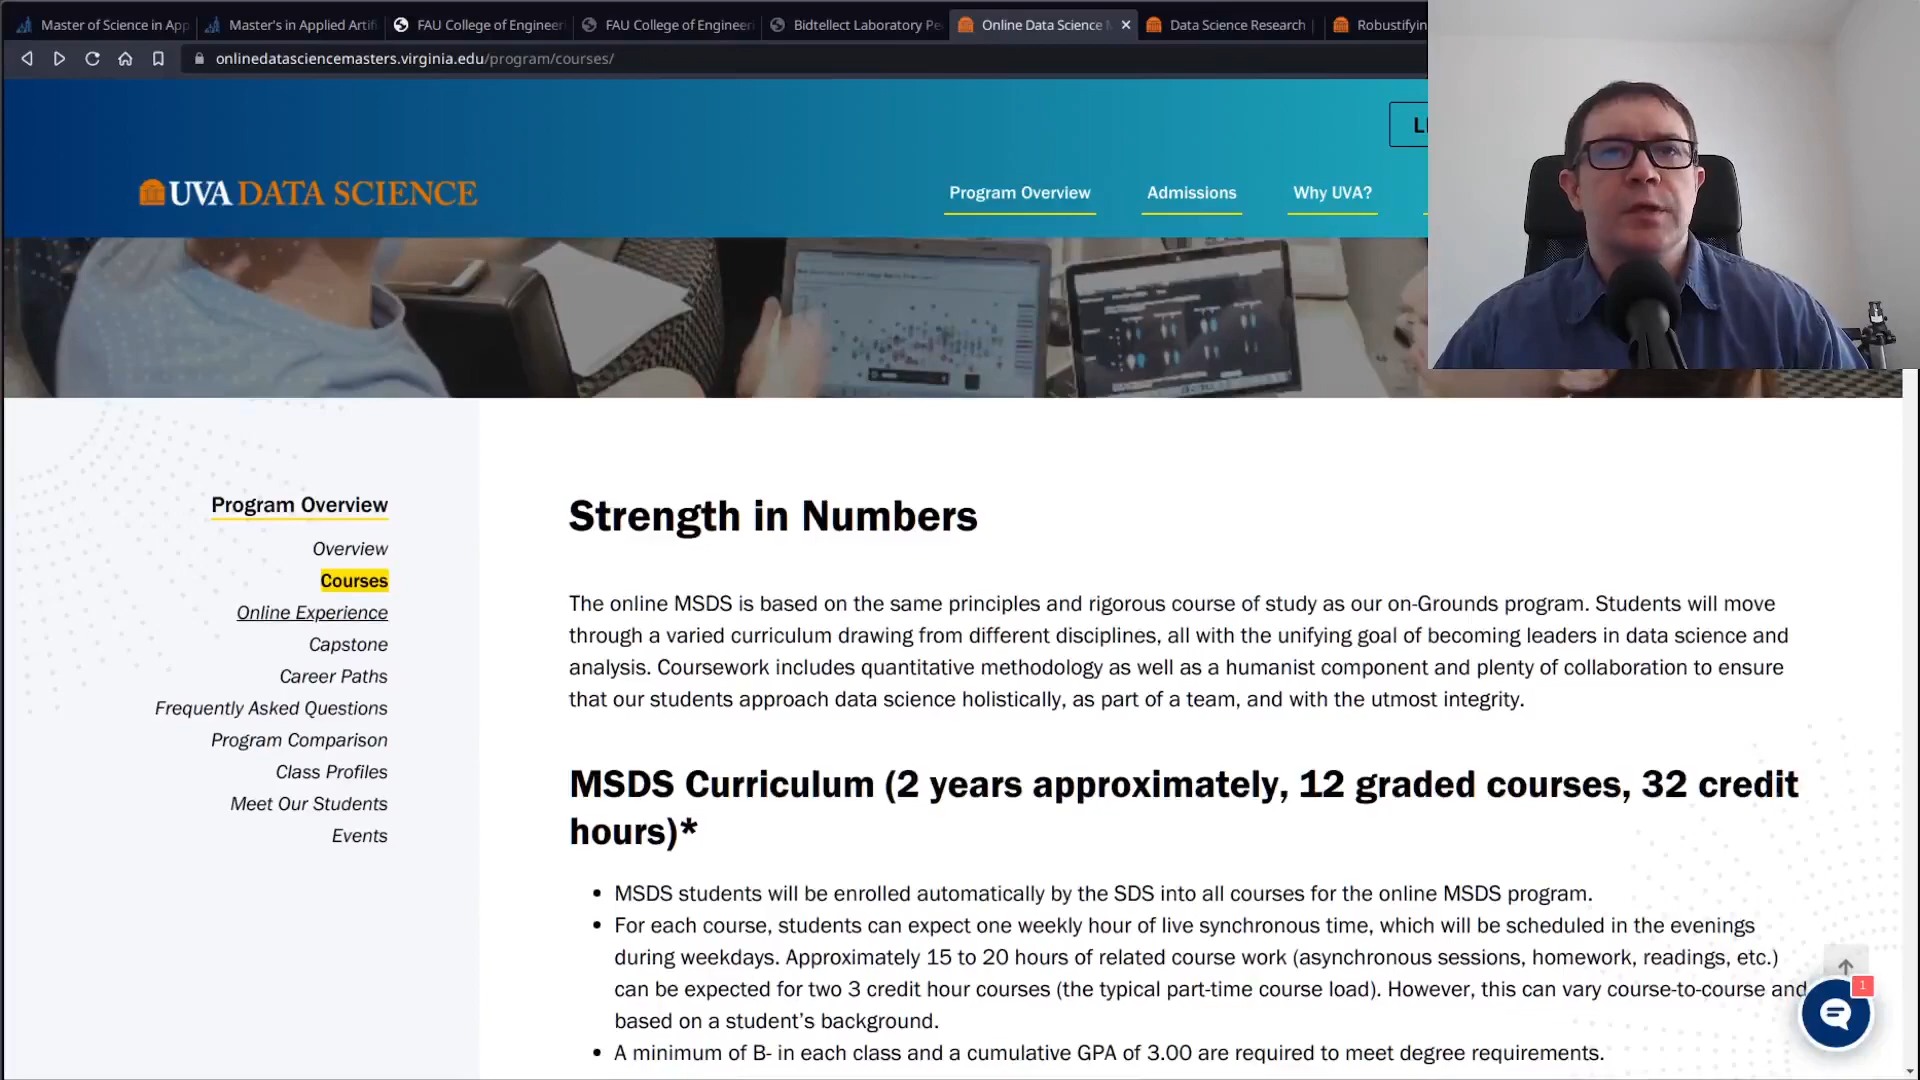 Master of Science in App
Master's in Applied Artifi
FAU College of Engineeri
FAU College of Engineeri
Bidtellect Laboratory Pe
Online Data Science M
Data Science Research
Robustifyin
onlinedatasciencemasters.virginia.edu/program/courses/
UVA DATA SCIENCE
Program Overview
Admissions
Why UVA?
Program Overview
Overview
Courses
Online Experience
Capstone
Career Paths
Frequently Asked Questions
Program Comparison
Class Profiles
Meet Our Students
Events
Strength in Numbers
The online MSDS is based on the same principles and rigorous course of study as our on-Grounds program. Students will move
through a varied curriculum drawing from different disciplines, all with the unifying goal of becoming leaders in data science and
analysis. Coursework includes quantitative methodology as well as a humanist component and plenty of collaboration to ensure
that our students approach data science holistically, as part of a team, and with the utmost integrity.
MSDS Curriculum (2 years approximately, 12 graded courses, 32 credit
hours)*
• MSDS students will be enrolled automatically by the SDS into all courses for the online MSDS program.
• For each course, students can expect one weekly hour of live synchronous time, which will be scheduled in the evenings
during weekdays. Approximately 15 to 20 hours of related course work (asynchronous sessions, homework, readings, etc.)
can be expected for two 3 credit hour courses (the typical part-time course load). However, this can vary course-to-course and
based on a student's background.
• A minimum of B- in each class and a cumulative GPA of 3.00 are required to meet degree requirements.
1